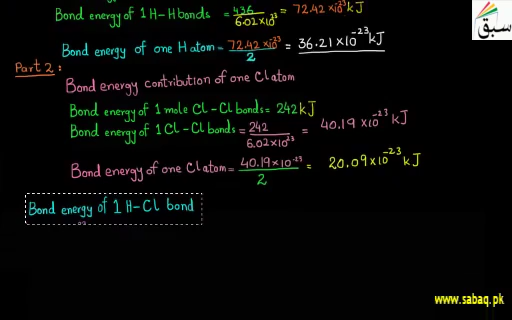 Bond energy of 1 H-H bonds = 436/6.02×10²³ = 72.42 ×10⁻²³ kJ
Bond energy of one H atom = 72.42 ×10⁻²³/2 = 36.21 ×10⁻²³ kJ
سبق
Part 2:
Bond energy contribution of one Cl atom
Bond energy of 1 mole Cl-Cl bonds = 242 kJ
Bond energy of 1 Cl-Cl bonds = 242/6.02×10²³ = 40.19 ×10⁻²³ kJ
Bond energy of one Cl atom = 40.19 ×10⁻²³/2 = 20.09 ×10⁻²³ kJ
Bond energy of 1 H-Cl bond
www.sabaq.pk